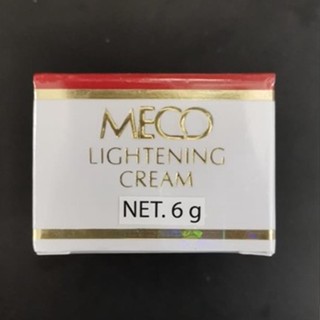 MECO
LIGHTENING
CREAM
NET. 6 g